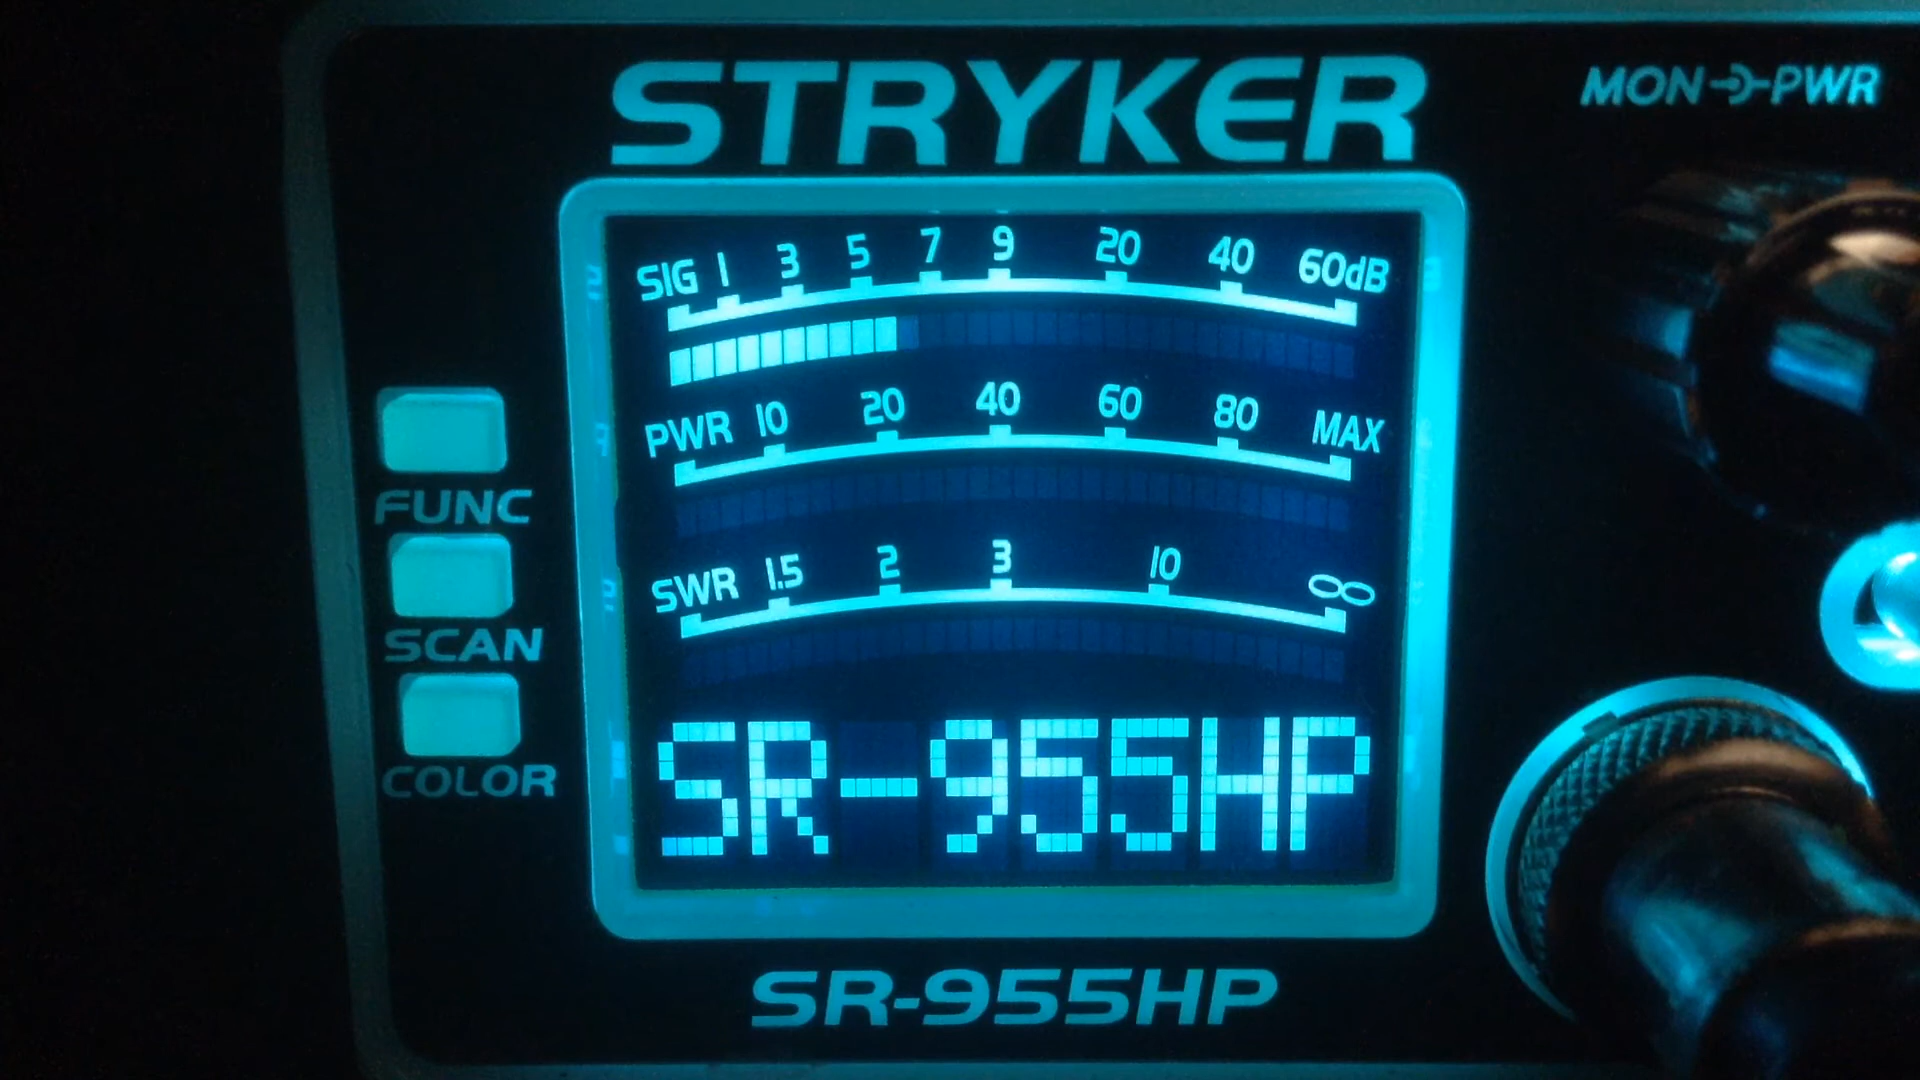 STRYKER
MON PWR
SIG 1 3 5 7 9 20 40 60dB
PWR 10 20 40 60 80 MAX
FUNC
SWR 1.5 2 3 10 ∞
SCAN
SR-955HP
COLOR
SR-955HP